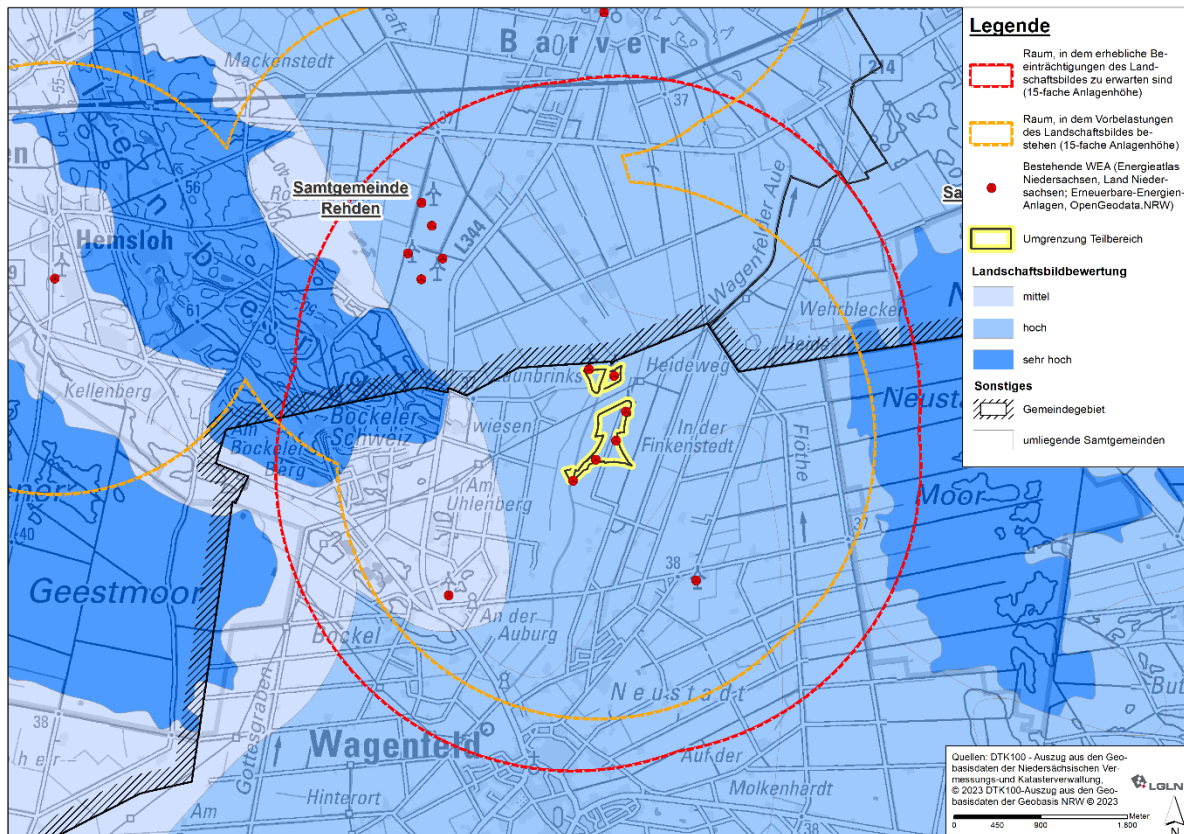 Mackenstedt
Barver
214
37
37
Samtgemeinde
Rehden
L344
56
Hemsloh
61
Wagenfelder Aue
Wehrblecker
Heide
Kellenberg
Heideweg
wiesen
Bockeler
Schweiz
Am
Bockeler
Berg
In der
Finkenstedt
Am
Uhlenberg
Flöthe
Moor
40
Geestmoor
38
37
An der
Auburg
Bockel
Neustadt
Gottesgraben
Wagenfeld
38
Auf der
Molkenhardt
Hinterort
Am
Legende
Raum, in dem erhebliche Be-
einträchtigungen des Land-
schaftsbildes zu erwarten sind
(15-fache Anlagenhöhe)
Raum, in dem Vorbelastungen
des Landschaftsbildes be-
stehen (15-fache Anlagenhöhe)
Bestehende WEA (Energieatlas
Niedersachsen, Land Nieder-
sachsen; Erneuerbare-Energien-
Anlagen, OpenGeodata.NRW)
Umgrenzung Teilbereich
Landschaftsbildbewertung
mittel
hoch
sehr hoch
Sonstiges
Gemeindegebiet
umliegende Samtgemeinden
Quellen: DTK100 - Auszug aus den Geo-
basisdaten der Niedersächsischen Ver-
messungs-und Katasterverwaltung,
© 2023 DTK100-Auszug aus den Geo-
basisdaten der Geobasis NRW © 2023
LGLN
Meter
0 450 900 1.800
N